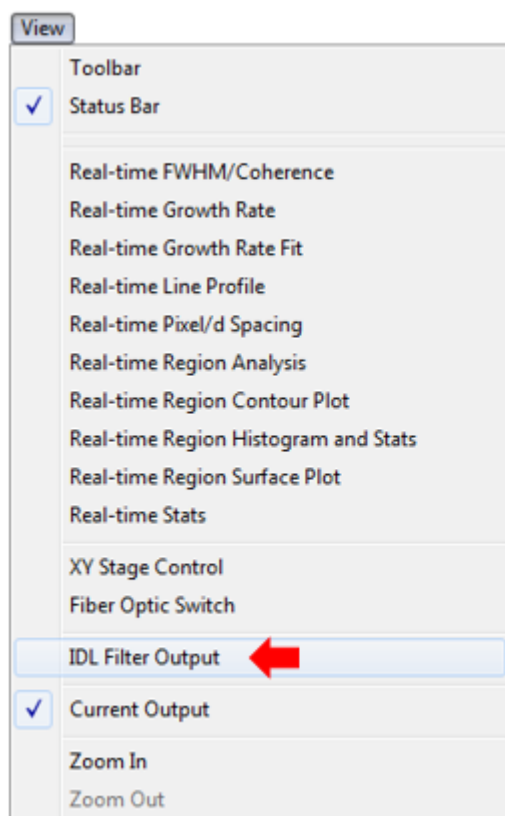 View
Toolbar
Status Bar
Real-time FWHM/Coherence
Real-time Growth Rate
Real-time Growth Rate Fit
Real-time Line Profile
Real-time Pixel/d Spacing
Real-time Region Analysis
Real-time Region Contour Plot
Real-time Region Histogram and Stats
Real-time Region Surface Plot
Real-time Stats
XY Stage Control
Fiber Optic Switch
IDL Filter Output
Current Output
Zoom In
Zoom Out